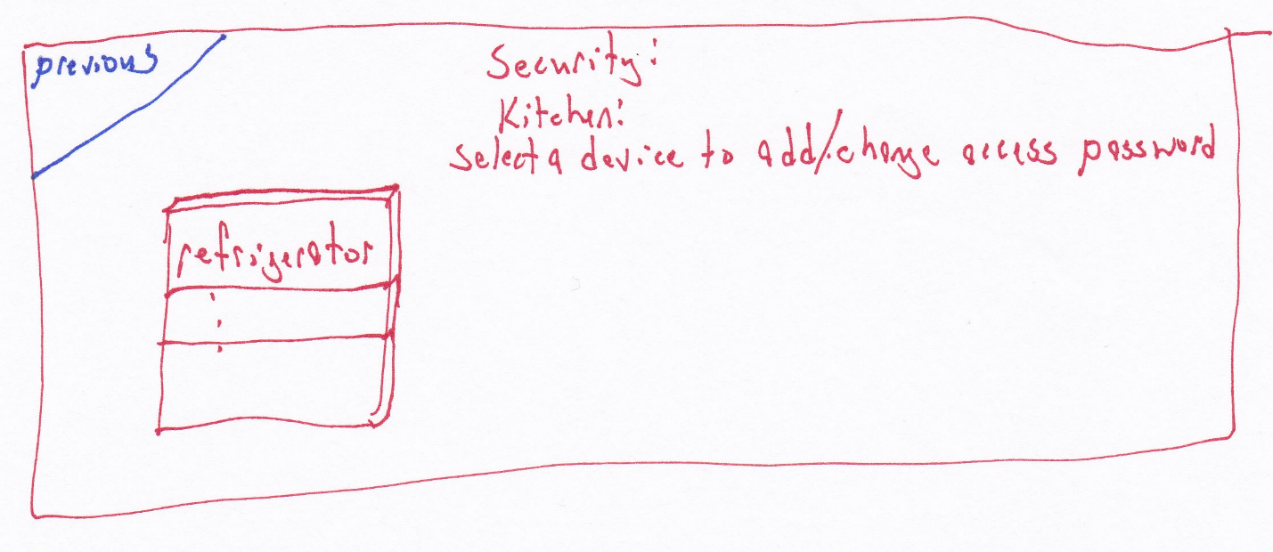 previous
Security:
Kitchen:
select a device to add/change access password
refrigerator